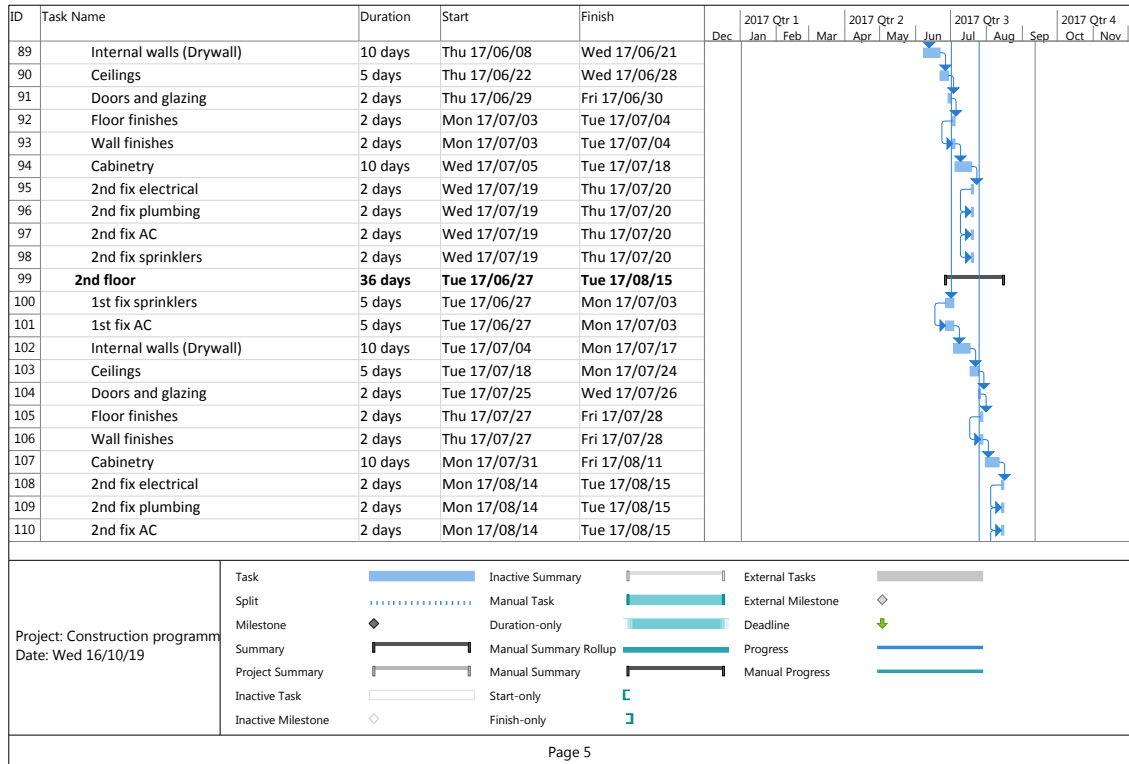 ID Task Name Duration Start Finish
2017 Qtr 1 2017 Qtr 2 2017 Qtr 3 2017 Qtr 4
Dec Jan Feb Mar Apr May Jun Jul Aug Sep Oct Nov
89 Internal walls (Drywall) 10 days Thu 17/06/08 Wed 17/06/21
90 Ceilings 5 days Thu 17/06/22 Wed 17/06/28
91 Doors and glazing 2 days Thu 17/06/29 Fri 17/06/30
92 Floor finishes 2 days Mon 17/07/03 Tue 17/07/04
93 Wall finishes 2 days Mon 17/07/03 Tue 17/07/04
94 Cabinetry 10 days Wed 17/07/05 Tue 17/07/18
95 2nd fix electrical 2 days Wed 17/07/19 Thu 17/07/20
96 2nd fix plumbing 2 days Wed 17/07/19 Thu 17/07/20
97 2nd fix AC 2 days Wed 17/07/19 Thu 17/07/20
98 2nd fix sprinklers 2 days Wed 17/07/19 Thu 17/07/20
99 2nd floor 36 days Tue 17/06/27 Tue 17/08/15
100 1st fix sprinklers 5 days Tue 17/06/27 Mon 17/07/03
101 1st fix AC 5 days Tue 17/06/27 Mon 17/07/03
102 Internal walls (Drywall) 10 days Tue 17/07/04 Mon 17/07/17
103 Ceilings 5 days Tue 17/07/18 Mon 17/07/24
104 Doors and glazing 2 days Tue 17/07/25 Wed 17/07/26
105 Floor finishes 2 days Thu 17/07/27 Fri 17/07/28
106 Wall finishes 2 days Thu 17/07/27 Fri 17/07/28
107 Cabinetry 10 days Mon 17/07/31 Fri 17/08/11
108 2nd fix electrical 2 days Mon 17/08/14 Tue 17/08/15
109 2nd fix plumbing 2 days Mon 17/08/14 Tue 17/08/15
110 2nd fix AC 2 days Mon 17/08/14 Tue 17/08/15
Project: Construction programm
Date: Wed 16/10/19
Task Inactive Summary External Tasks
Split Manual Task External Milestone
Milestone Duration-only Deadline
Summary Manual Summary Rollup Progress
Project Summary Manual Summary Manual Progress
Inactive Task Start-only
Inactive Milestone Finish-only
Page 5